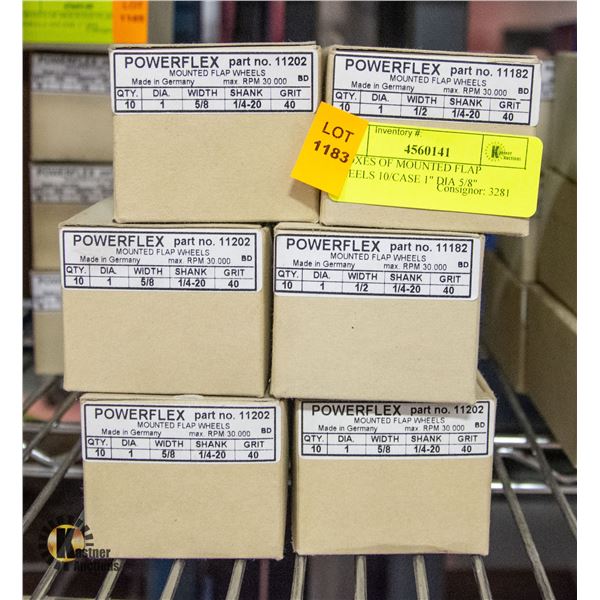 POWERFLEX part no. 11202
MOUNTED FLAP WHEELS
Made in Germany max. RPM 30.000 BD
QTY. DIA. WIDTH SHANK GRIT
10 1 5/8 1/4-20 40
POWERFLEX part no. 11182
MOUNTED FLAP WHEELS
Made in Germany max. RPM 30.000 BD
DIA. WIDTH SHANK GRIT
10 1 1/2 1/4-20 40
LOT
1183
Inventory #:
4560141
Kastner
Auctions
OXES OF MOUNTED FLAP
EELS 10/CASE 1" DIA 5/8"
Consignor: 3281
POWERFLEX part no. 11202
MOUNTED FLAP WHEELS
Made in Germany max. RPM 30.000 BD
QTY. DIA. WIDTH SHANK GRIT
10 1 5/8 1/4-20 40
POWERFLEX part no. 11182
MOUNTED FLAP WHEELS
Made in Germany max. RPM 30.000 BD
QTY. DIA. WIDTH SHANK GRIT
10 1 1/2 1/4-20 40
POWERFLEX part no. 11202
MOUNTED FLAP WHEELS
Made in Germany max. RPM 30.000 BD
QTY. DIA. WIDTH SHANK GRIT
10 1 5/8 1/4-20 40
POWERFLEX part no. 11202
MOUNTED FLAP WHEELS
Made in Germany max. RPM 30.000 BD
QTY. DIA. WIDTH SHANK GRIT
10 1 5/8 1/4-20 40
Kastner
Auctions